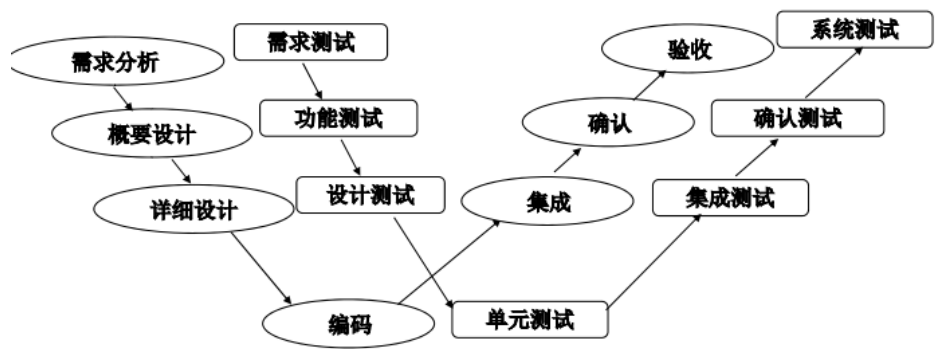 需求分析
需求测试
验收
系统测试
概要设计
功能测试
确认
确认测试
详细设计
设计测试
集成
集成测试
编码
单元测试